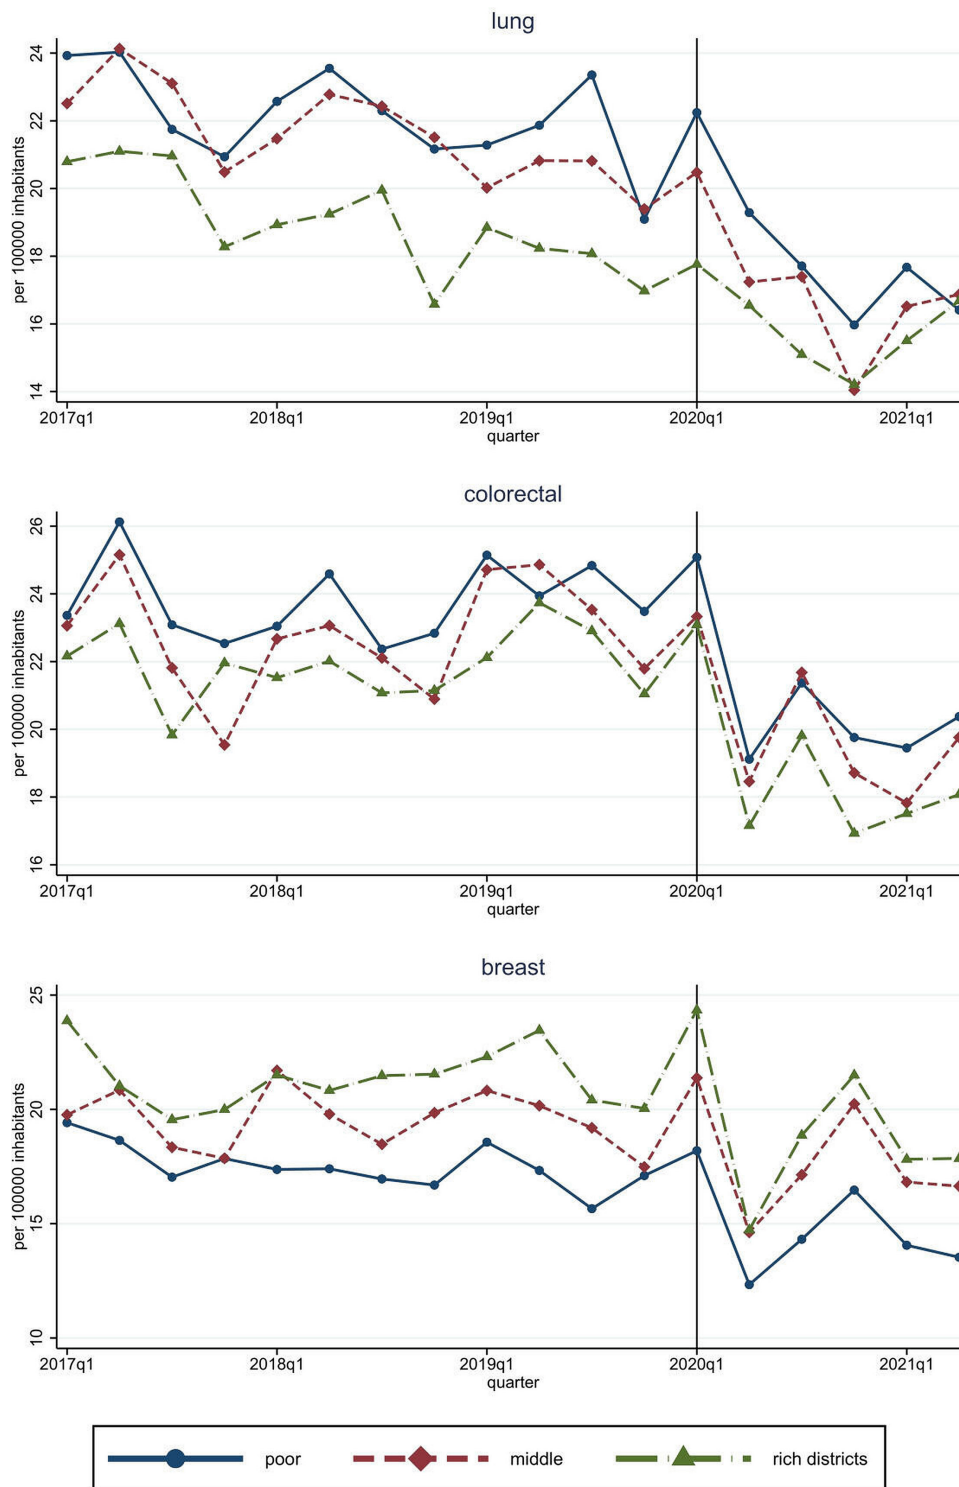 lung
per 100000 inhabitants
24
22
20
18
16
14
2017q1 2018q1 2019q1 2020q1 2021q1
quarter
colorectal
per 100000 inhabitants
26
24
22
20
18
16
2017q1 2018q1 2019q1 2020q1 2021q1
quarter
breast
per 100000 inhabitants
25
20
15
10
2017q1 2018q1 2019q1 2020q1 2021q1
quarter
poor middle rich districts